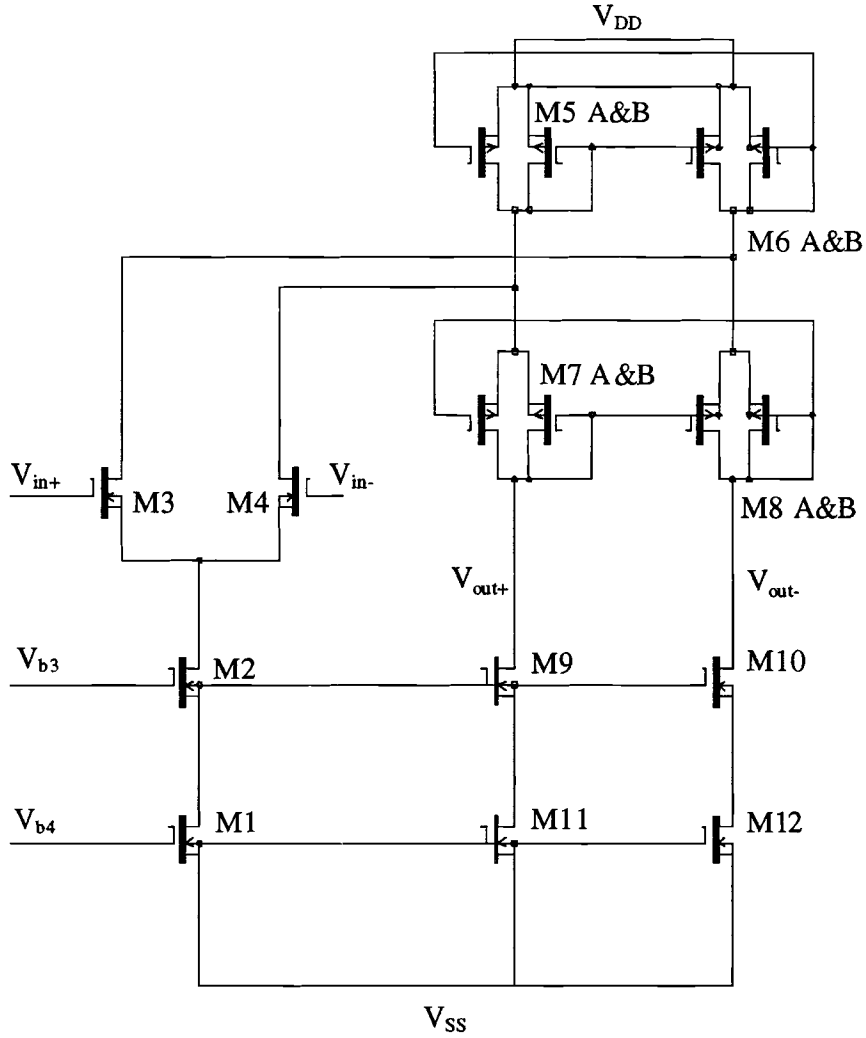 V_DD
M5 A&B
M6 A&B
M7 A&B
V_in+
M3
M4
V_in-
M8 A&B
V_out+
V_out-
V_b3
M2
M9
M10
V_b4
M1
M11
M12
V_SS